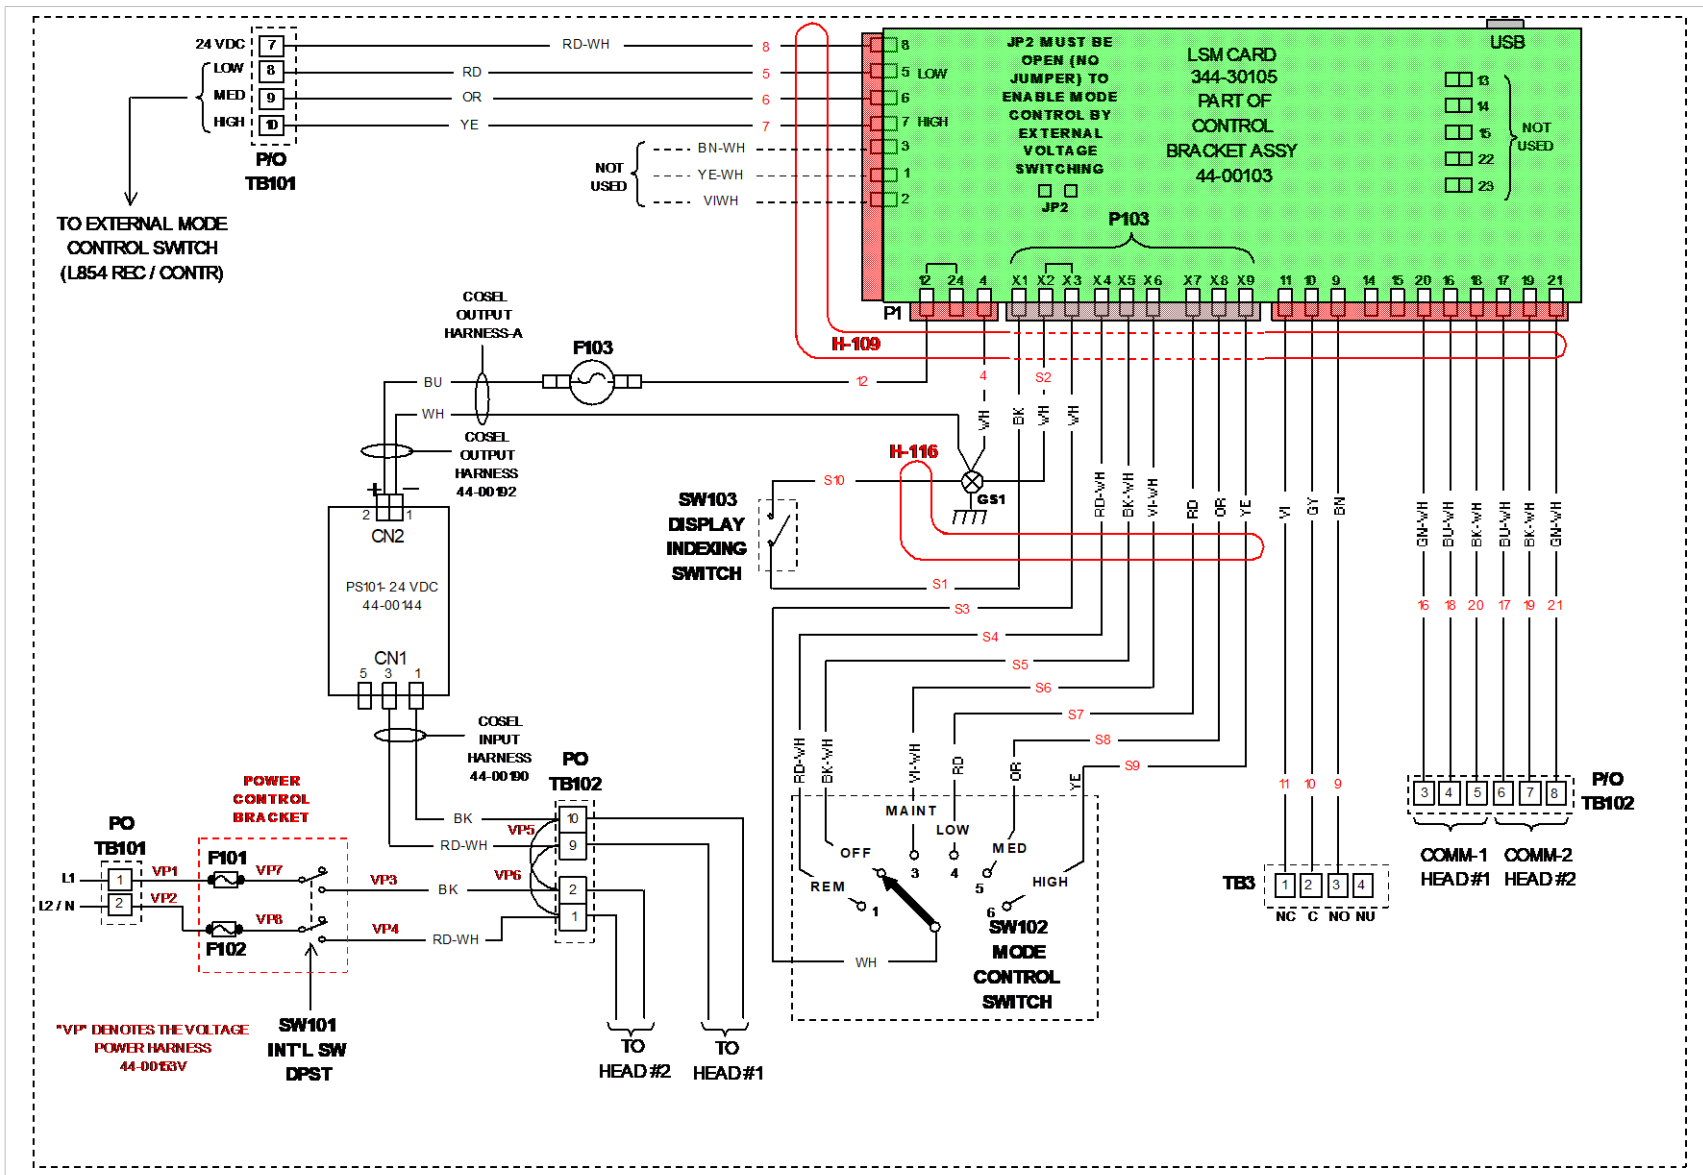 24 VDC 7 RD-WH 8 8
LOW 8 RD 5 5 LOW
MED 9 OR 6 6
HIGH 10 YE 7 7 HIGH
BN-WH 3
YE-WH 1
VIWH 2
NOT
USED
P/O
TB101
TO EXTERNAL MODE
CONTROL SWITCH
(L854 REC / CONTR)
JP2 MUST BE
OPEN (NO
JUMPER) TO
ENABLE MODE
CONTROL BY
EXTERNAL
VOLTAGE
SWITCHING
JP2
LSM CARD
344-30105
PART OF
CONTROL
BRACKET ASSY
44-00103
USB
13
14
15
22
23
NOT
USED
P103
12 24 4 X1 X2 X3 X4 X5 X6 X7 X8 X9 11 10 9 14 15 20 16 18 17 19 21
P1
H-109
COSEL
OUTPUT
HARNESS-A
F103
BU 12 4 S2
WH
WH BK WH WH
COSEL
OUTPUT
HARNESS
44-00192
H-116
S10
GS1
RD-WH BK-WH VI-WH RD OR YE VI GY BN GN-WH BU-WH BK-WH BU-WH BK-WH GN-WH
SW103
DISPLAY
INDEXING
SWITCH
+ −
2 1
CN2
PS101- 24 VDC
44-00144
CN1
5 3 1
S1
S3
S4
S5
S6
S7
S8
S9
16 18 20 17 19 21
COSEL
INPUT
HARNESS
44-00190
PO
TB102
RD-WH BK-WH VI-WH RD OR YE
11 10 9
3 4 5 6 7 8
P/O
TB102
COMM-1
HEAD #1
COMM-2
HEAD #2
POWER
CONTROL
BRACKET
PO
TB101
BK VP5 10
RD-WH 9
L1 1 VP1 F101 VP7 VP3 BK VP6 2
L2 / N 2 VP2 F102 VP8 VP4 RD-WH 1
MAINT
LOW
OFF MED
REM HIGH
1 3 4 5 6
WH
SW102
MODE
CONTROL
SWITCH
TB3 1 2 3 4
NC C NO NU
"VP" DENOTES THE VOLTAGE
POWER HARNESS
44-00153V
SW101
INT'L SW
DPST
TO
HEAD #2
TO
HEAD #1